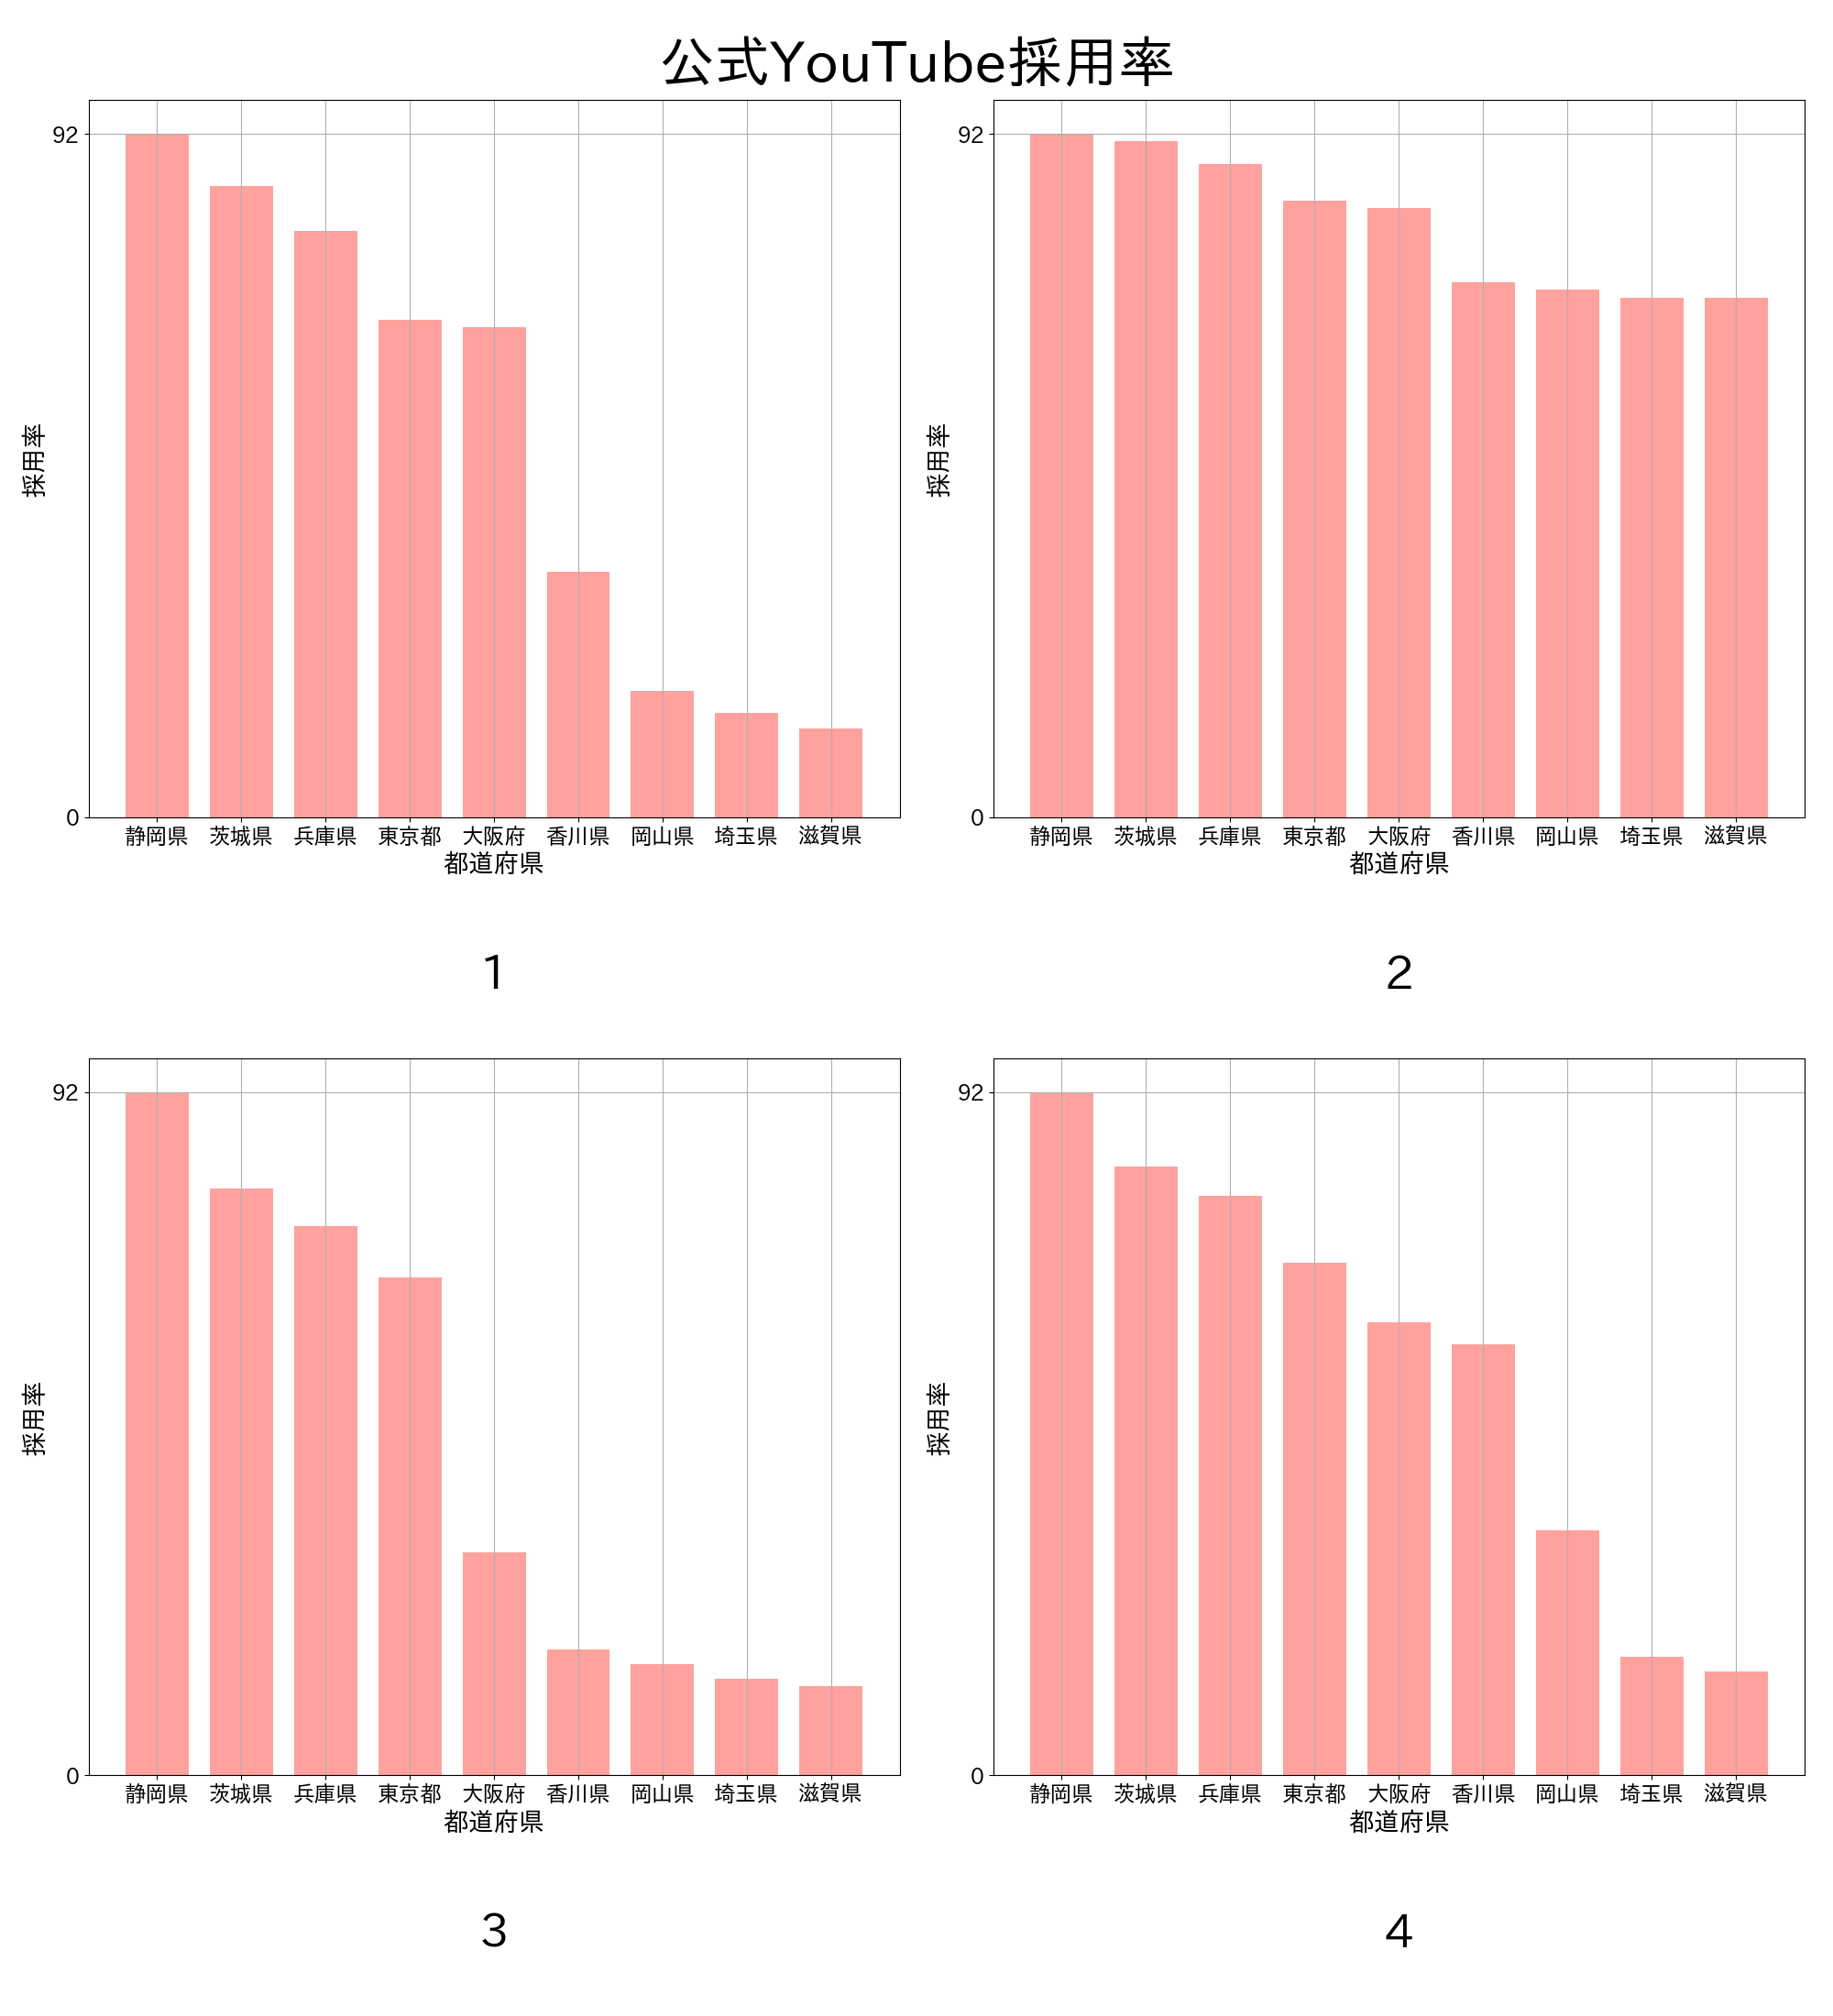 公式YouTube採用率
92
採用率
0
静岡県 茨城県 兵庫県 東京都 大阪府 香川県 岡山県 埼玉県 滋賀県
都道府県
1
92
採用率
0
静岡県 茨城県 兵庫県 東京都 大阪府 香川県 岡山県 埼玉県 滋賀県
都道府県
2
92
採用率
0
静岡県 茨城県 兵庫県 東京都 大阪府 香川県 岡山県 埼玉県 滋賀県
都道府県
3
92
採用率
0
静岡県 茨城県 兵庫県 東京都 大阪府 香川県 岡山県 埼玉県 滋賀県
都道府県
4